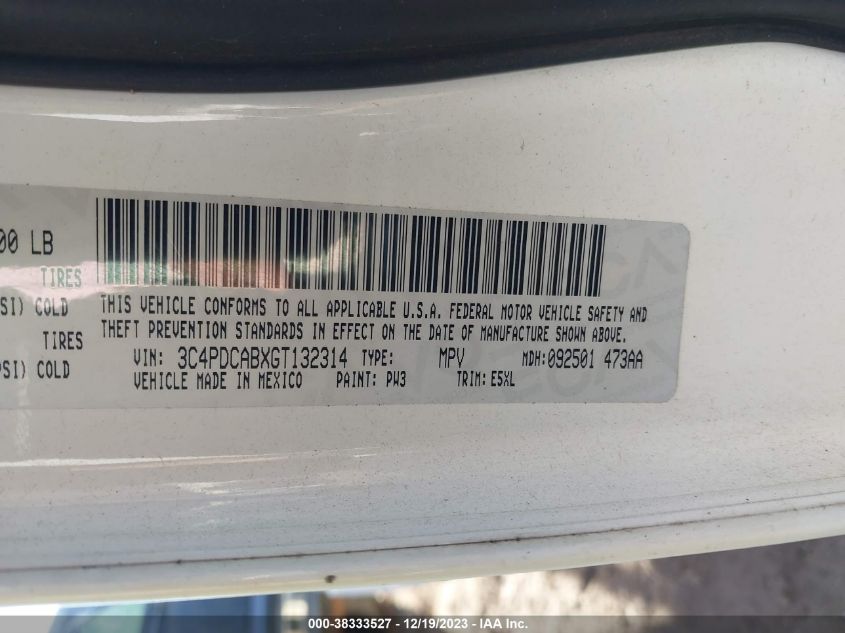 00 LB
TIRES
SI) COLD
TIRES
PSI) COLD
THIS VEHICLE CONFORMS TO ALL APPLICABLE U.S.A. FEDERAL MOTOR VEHICLE SAFETY AND
THEFT PREVENTION STANDARDS IN EFFECT ON THE DATE OF MANUFACTURE SHOWN ABOVE.
VIN: 3C4PDCABXGT132314 TYPE: MPV MDH:092501 473AA
VEHICLE MADE IN MEXICO PAINT: PW3 TRIM: E5XL
000-38333527 - 12/19/2023 - IAA Inc.